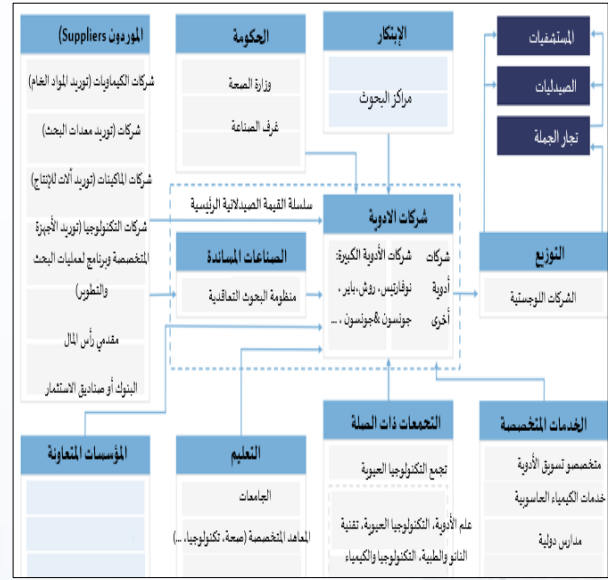 الموردون (Suppliers
شركات الكيماويات (توريد المواد الخام)
شركات (توريد معدات البحث)
شركات الماكينات (توريد آلات للإنتاج)
شركات التكنولوجيا (توريد الأجهزة
المتخصصة وبرنامج لعمليات البحث
والتطوير)
مقدمي رأس المال
البنوك أو صناديق الاستثمار
الحكومة
وزارة الصحة
غرف الصناعة
الإبتكار
مراكز البحوث
المستشفيات
الصيدليات
تجار الجملة
سلسلة القيمة الصيدلانية الرئيسية
الصناعات المساندة
منظومة البحوث التعاقدية
شركات الادوية
شركات الأدوية الكبيرة:
نوفارتيس، روش،باير ،
جونسون &جونسون ، ...
شركات
أدوية
أخرى
التوزيع
الشركات اللوجستية
المؤسسات المتعاونة
التعليم
الجامعات
المعاهد المتخصصة (صحة، تكنولوجيا، ...)
التجمعات ذات الصلة
تجمع التكنولوجيا الحيوية
علم الأدوية، التكنولوجيا الحيوية، تقنية
النانو والطبية، التكنولوجيا والكيمياء
الخدمات المتخصصة
متخصصو تسويق الأدوية
خدمات الكيمياء الحاسوبية
مدارس دولية